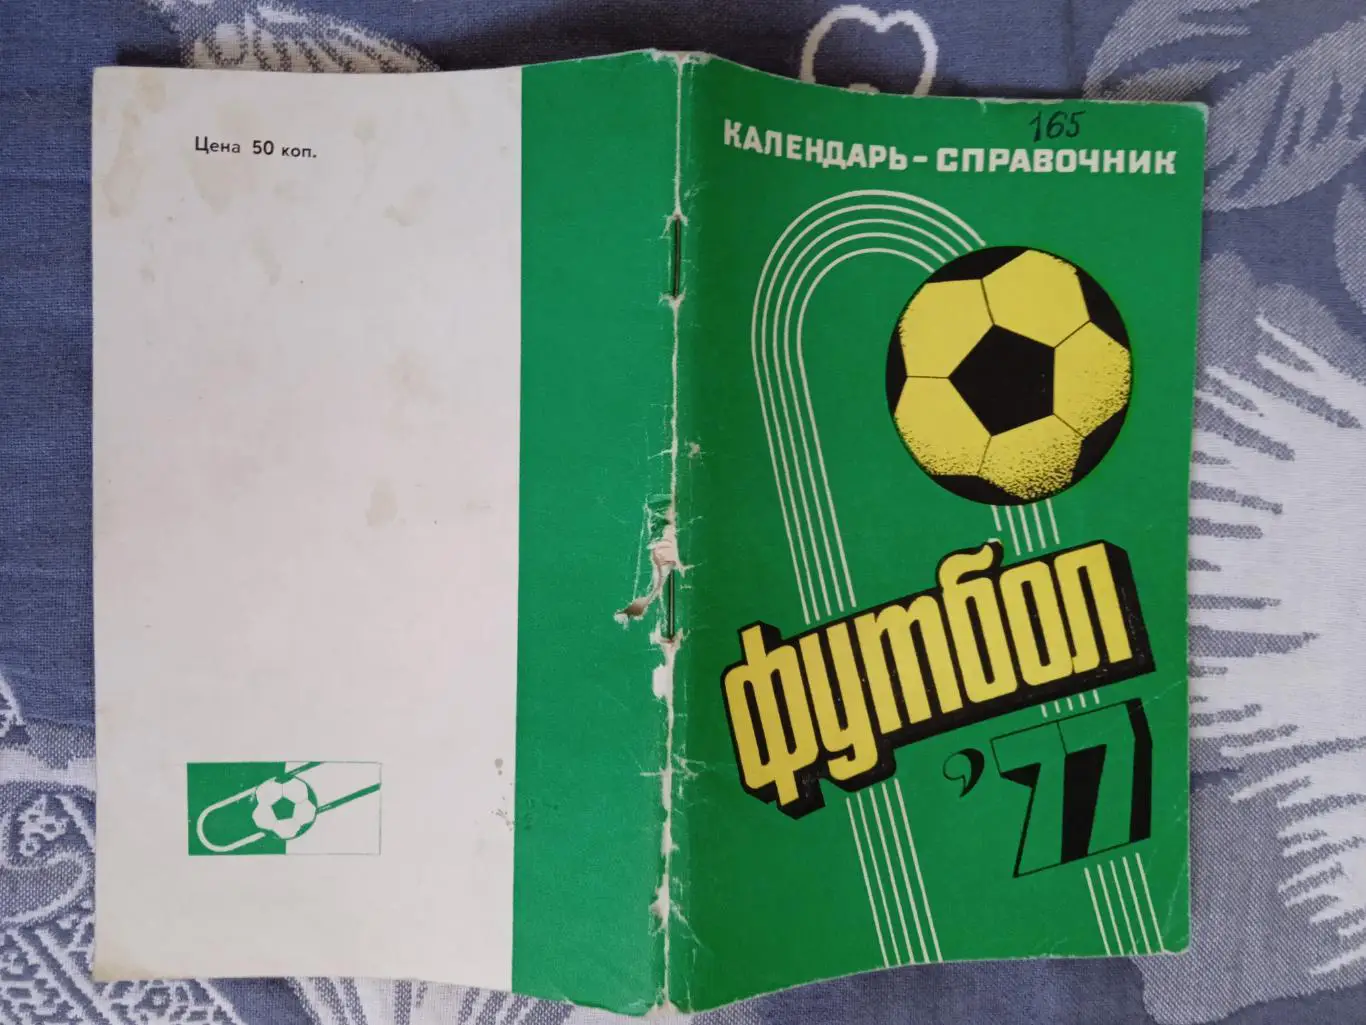 Цена 50 коп.
165
КАЛЕНДАРЬ-СПРАВОЧНИК
футбол
'77